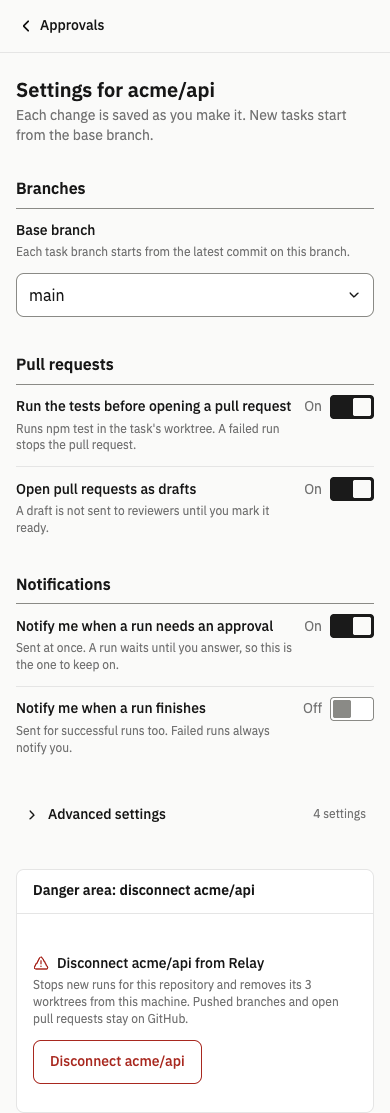 Approvals
Settings for acme/api
Each change is saved as you make it. New tasks start
from the base branch.
Branches
Base branch
Each task branch starts from the latest commit on this branch.
main
Pull requests
Run the tests before opening a pull request On
Runs npm test in the task's worktree. A failed run
stops the pull request.
Open pull requests as drafts On
A draft is not sent to reviewers until you mark it
ready.
Notifications
Notify me when a run needs an approval On
Sent at once. A run waits until you answer, so this is
the one to keep on.
Notify me when a run finishes Off
Sent for successful runs too. Failed runs always
notify you.
Advanced settings 4 settings
Danger area: disconnect acme/api
Disconnect acme/api from Relay
Stops new runs for this repository and removes its 3
worktrees from this machine. Pushed branches and open
pull requests stay on GitHub.
Disconnect acme/api